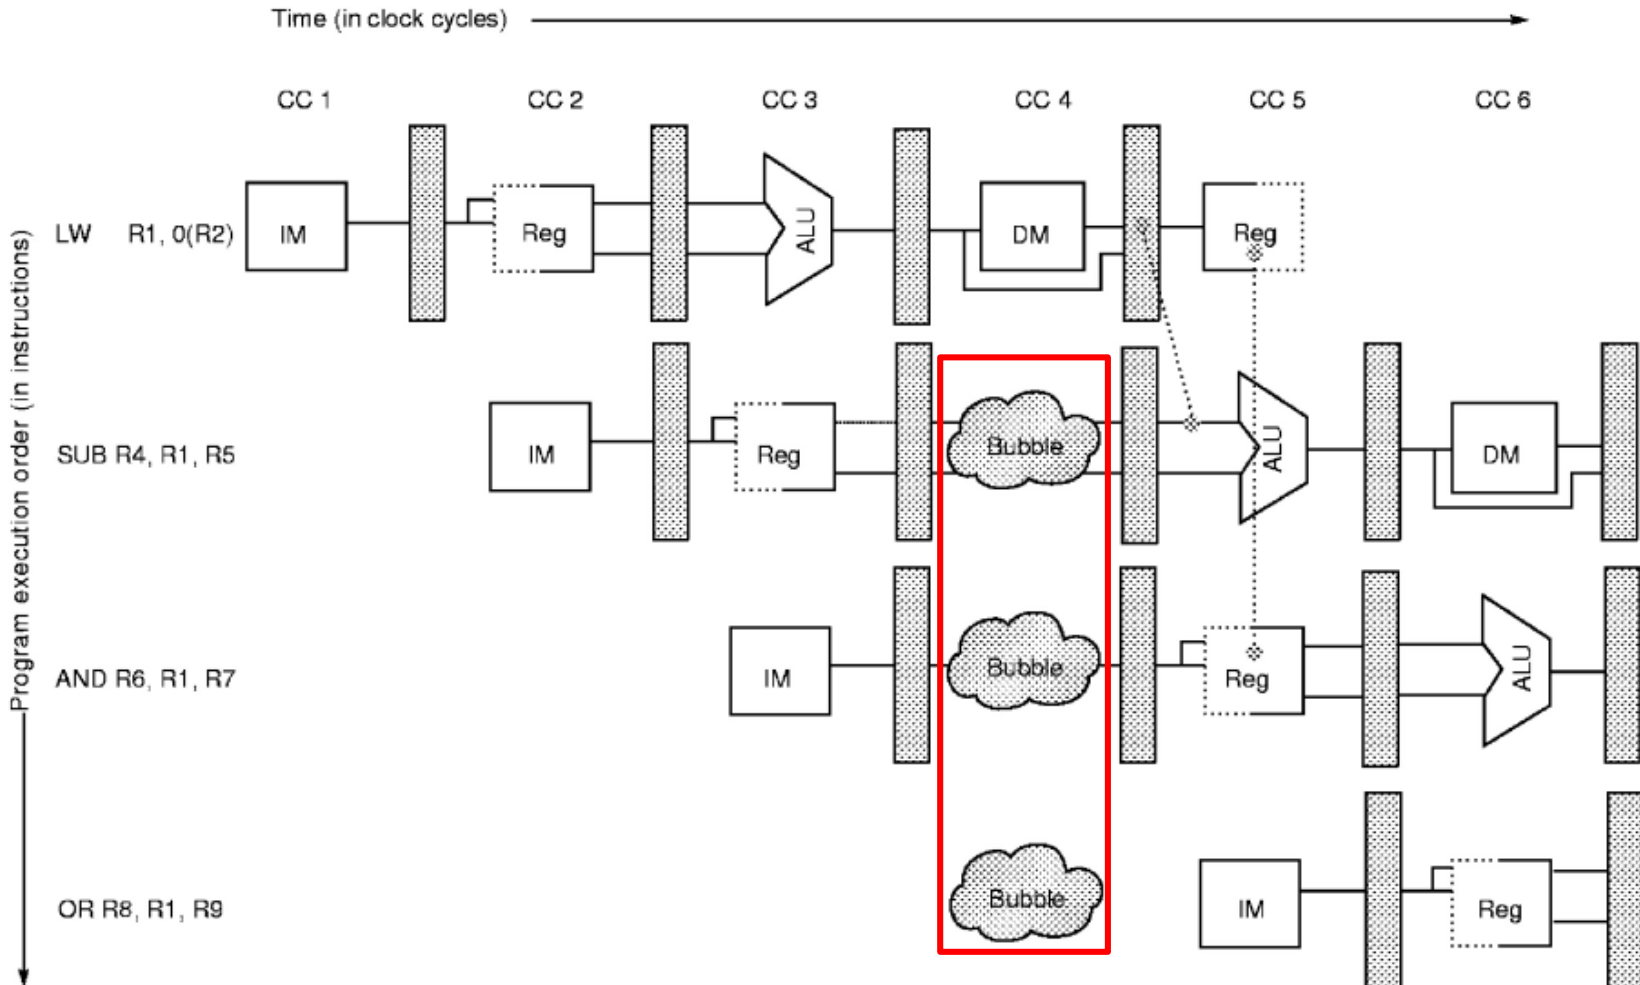 Time (in clock cycles)
CC 1 CC 2 CC 3 CC 4 CC 5 CC 6
Program execution order (in instructions)
LW R1, 0(R2) IM Reg ALU DM Reg
SUB R4, R1, R5 IM Reg Bubble ALU DM
AND R6, R1, R7 IM Bubble Reg ALU
OR R8, R1, R9 Bubble IM Reg